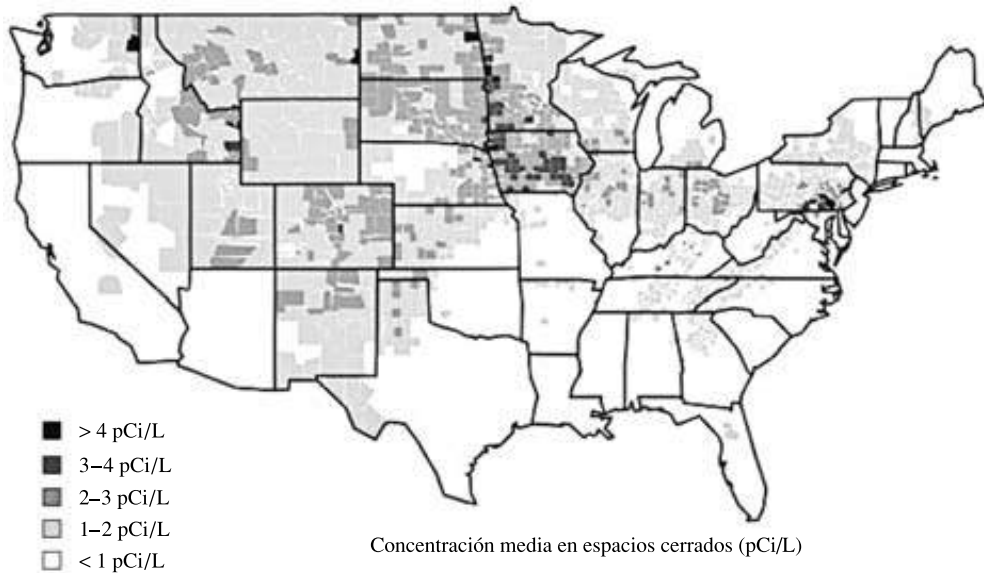 > 4 pCi/L
3–4 pCi/L
2–3 pCi/L
1–2 pCi/L
< 1 pCi/L
Concentración media en espacios cerrados (pCi/L)